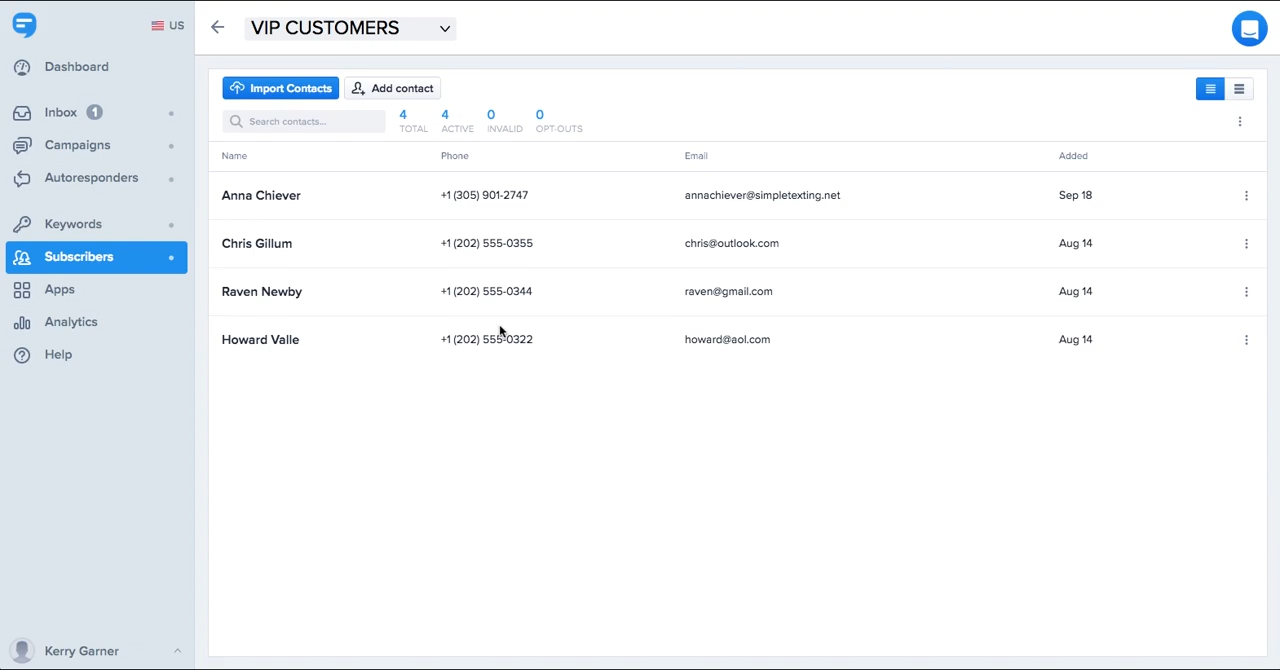 US
VIP CUSTOMERS
Dashboard
Inbox 1
Campaigns
Autoresponders
Keywords
Subscribers
Apps
Analytics
Help
Kerry Garner
Import Contacts Add contact
Search contacts...
4 TOTAL 4 ACTIVE 0 INVALID 0 OPT-OUTS
Name Phone Email Added
Anna Chiever +1 (305) 901-2747 annachiever@simpletexting.net Sep 18
Chris Gillum +1 (202) 555-0355 chris@outlook.com Aug 14
Raven Newby +1 (202) 555-0344 raven@gmail.com Aug 14
Howard Valle +1 (202) 555-0322 howard@aol.com Aug 14